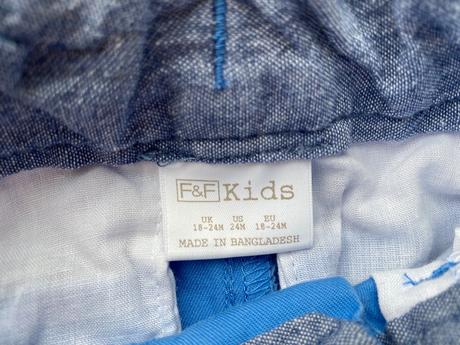 F&F Kids
UK US EU
18-24M 24M 18-24M
MADE IN BANGLADESH